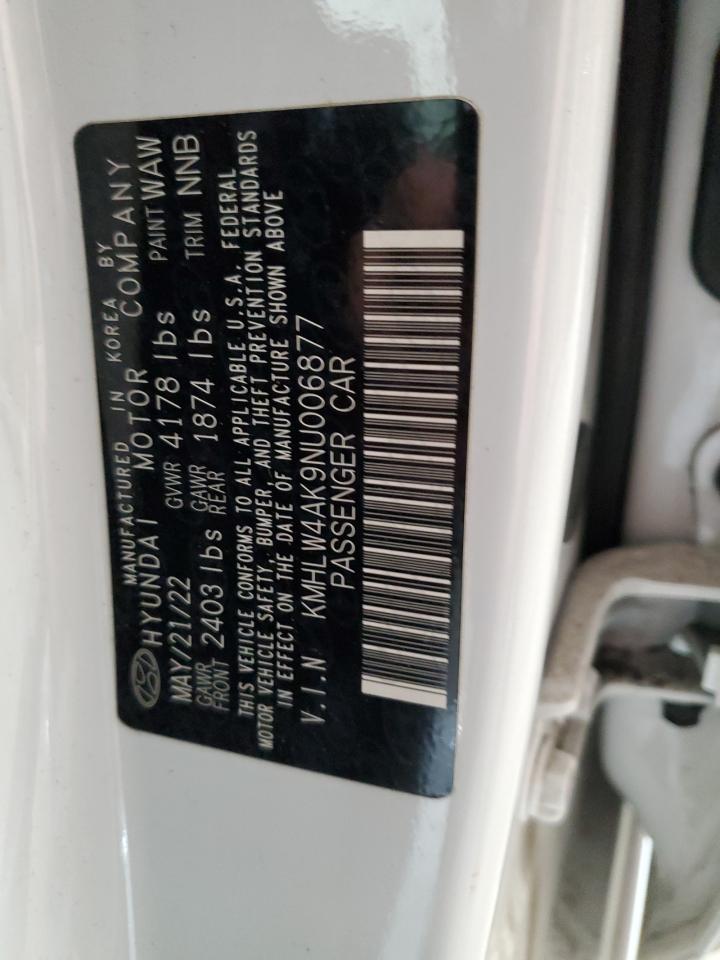 MANUFACTURED IN KOREA BY
HYUNDAI MOTOR COMPANY
MAY/21/22 GVWR 4178 lbs PAINT WAW
GAWR FRONT 2403 lbs GAWR REAR 1874 lbs TRIM NNB
THIS VEHICLE CONFORMS TO ALL APPLICABLE U.S.A. FEDERAL
MOTOR VEHICLE SAFETY, BUMPER, AND THEFT PREVENTION STANDARDS
IN EFFECT ON THE DATE OF MANUFACTURE SHOWN ABOVE
V.I.N KMHLW4AK9NU006877
PASSENGER CAR